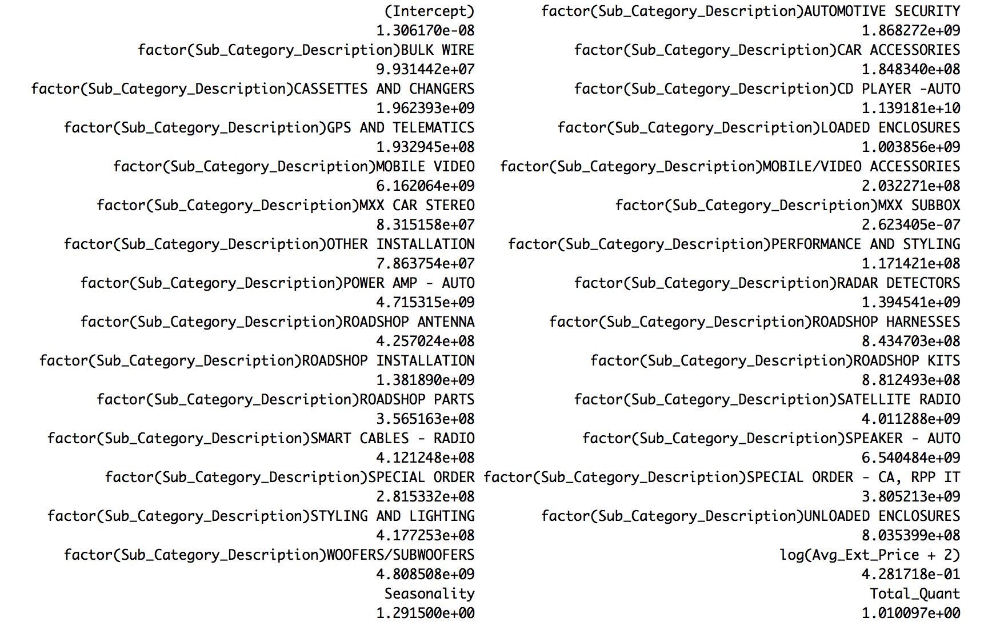 (Intercept) factor(Sub_Category_Description)AUTOMOTIVE SECURITY
1.306170e-08 1.868272e+09
factor(Sub_Category_Description)BULK WIRE factor(Sub_Category_Description)CAR ACCESSORIES
9.931442e+07 1.848340e+08
factor(Sub_Category_Description)CASSETTES AND CHANGERS factor(Sub_Category_Description)CD PLAYER -AUTO
1.962393e+09 1.139181e+10
factor(Sub_Category_Description)GPS AND TELEMATICS factor(Sub_Category_Description)LOADED ENCLOSURES
1.932945e+08 1.003856e+09
factor(Sub_Category_Description)MOBILE VIDEO factor(Sub_Category_Description)MOBILE/VIDEO ACCESSORIES
6.162064e+09 2.032271e+08
factor(Sub_Category_Description)MXX CAR STEREO factor(Sub_Category_Description)MXX SUBBOX
8.315158e+07 2.623405e-07
factor(Sub_Category_Description)OTHER INSTALLATION factor(Sub_Category_Description)PERFORMANCE AND STYLING
7.863754e+07 1.171421e+08
factor(Sub_Category_Description)POWER AMP - AUTO factor(Sub_Category_Description)RADAR DETECTORS
4.715315e+09 1.394541e+09
factor(Sub_Category_Description)ROADSHOP ANTENNA factor(Sub_Category_Description)ROADSHOP HARNESSES
4.257024e+08 8.434703e+08
factor(Sub_Category_Description)ROADSHOP INSTALLATION factor(Sub_Category_Description)ROADSHOP KITS
1.381890e+09 8.812493e+08
factor(Sub_Category_Description)ROADSHOP PARTS factor(Sub_Category_Description)SATELLITE RADIO
3.565163e+08 4.011288e+09
factor(Sub_Category_Description)SMART CABLES - RADIO factor(Sub_Category_Description)SPEAKER - AUTO
4.121248e+08 6.540484e+09
factor(Sub_Category_Description)SPECIAL ORDER factor(Sub_Category_Description)SPECIAL ORDER - CA, RPP IT
2.815332e+08 3.805213e+09
factor(Sub_Category_Description)STYLING AND LIGHTING factor(Sub_Category_Description)UNLOADED ENCLOSURES
4.177253e+08 8.035399e+08
factor(Sub_Category_Description)WOOFERS/SUBWOOFERS log(Avg_Ext_Price + 2)
4.808508e+09 4.281718e-01
Seasonality Total_Quant
1.291500e+00 1.010097e+00